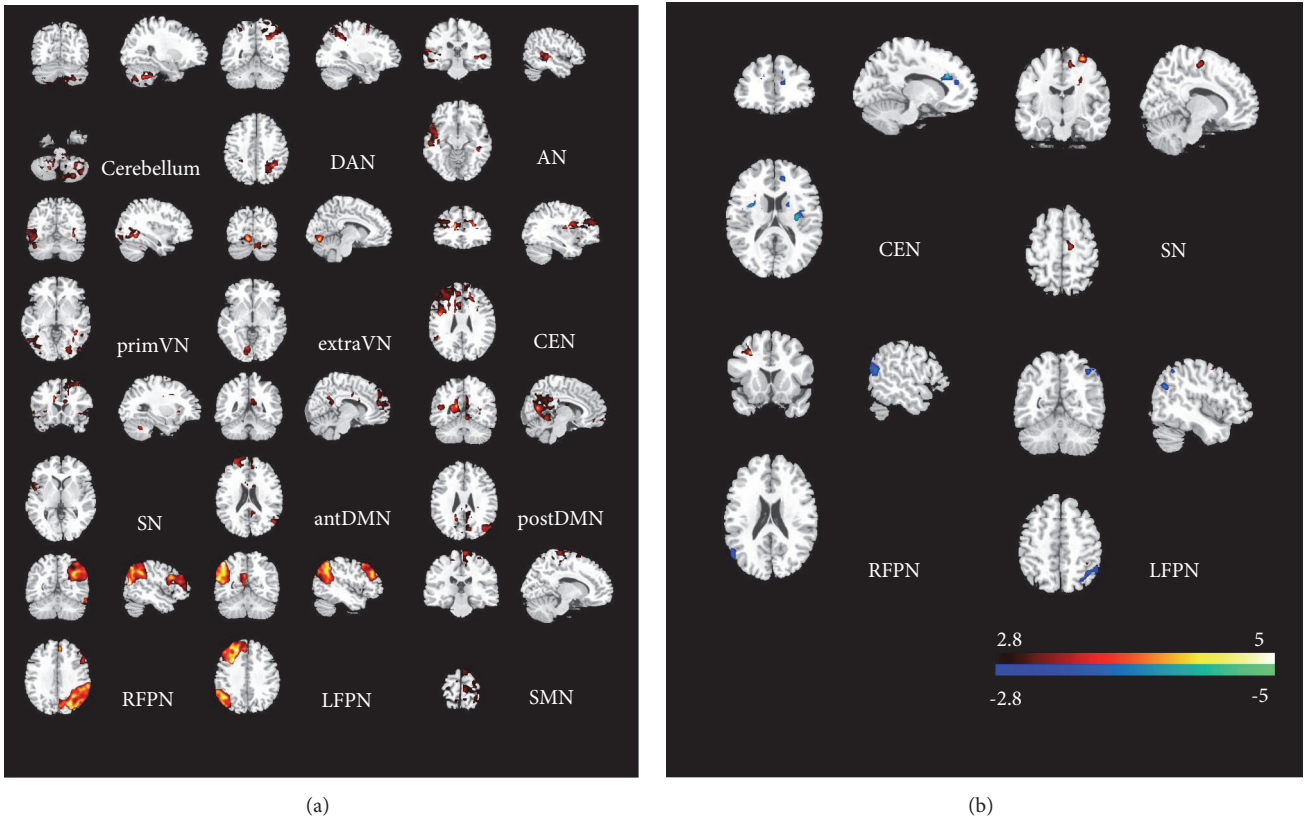 Cerebellum DAN AN
primVN extraVN CEN
SN antDMN postDMN
RFPN LFPN SMN
(a)
CEN SN
RFPN LFPN
2.8 5
-2.8 -5
(b)